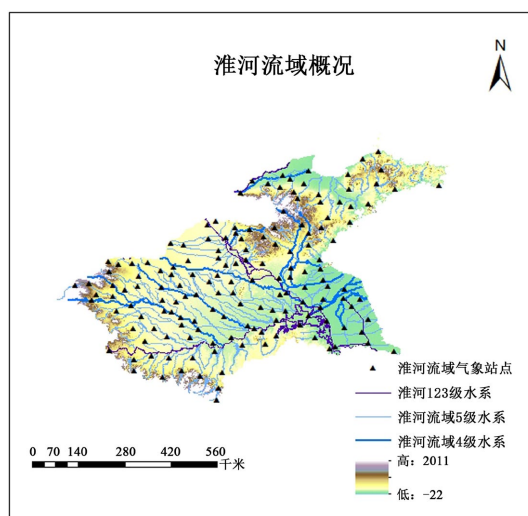 淮河流域概况
N
淮河流域气象站点
淮河123级水系
淮河流域5级水系
淮河流域4级水系
高：2011
低：-22
0 70 140 280 420 560
千米